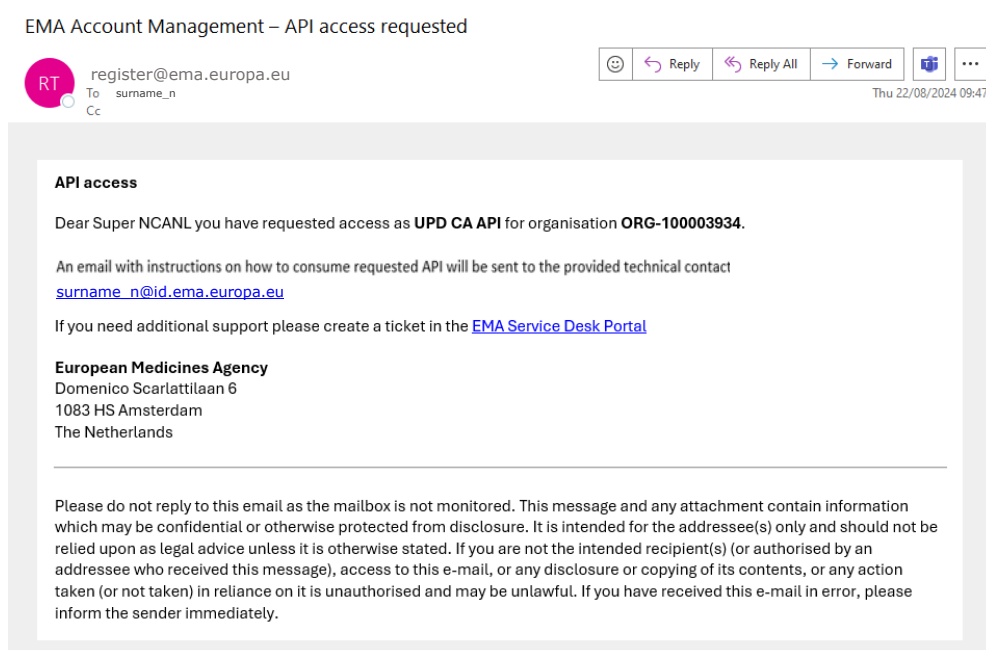 EMA Account Management – API access requested
RT
register@ema.europa.eu
To surname_n
Cc
Reply
Reply All
Forward
Thu 22/08/2024 09:47
API access
Dear Super NCANL you have requested access as UPD CA API for organisation ORG-100003934.
An email with instructions on how to consume requested API will be sent to the provided technical contact
surname_n@id.ema.europa.eu
If you need additional support please create a ticket in the EMA Service Desk Portal
European Medicines Agency
Domenico Scarlattilaan 6
1083 HS Amsterdam
The Netherlands
Please do not reply to this email as the mailbox is not monitored. This message and any attachment contain information
which may be confidential or otherwise protected from disclosure. It is intended for the addressee(s) only and should not be
relied upon as legal advice unless it is otherwise stated. If you are not the intended recipient(s) (or authorised by an
addressee who received this message), access to this e-mail, or any disclosure or copying of its contents, or any action
taken (or not taken) in reliance on it is unauthorised and may be unlawful. If you have received this e-mail in error, please
inform the sender immediately.